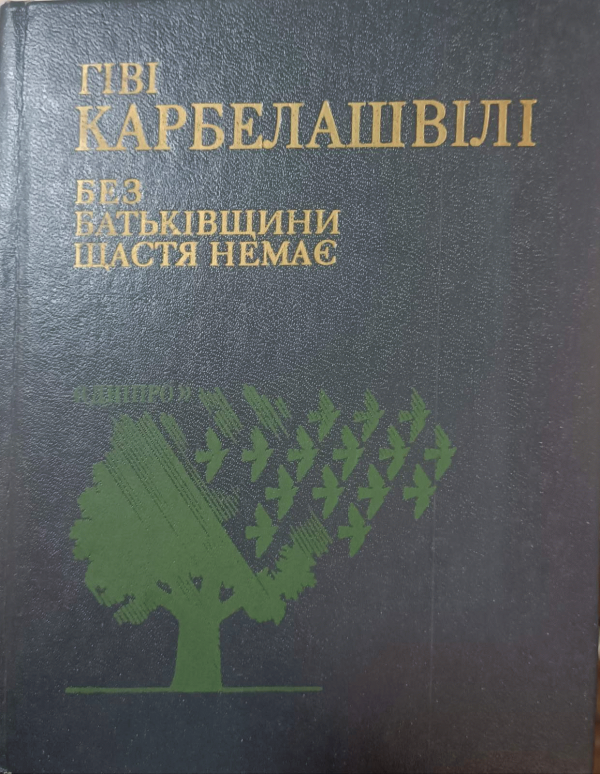 ГІВІ
КАРБЕЛАШВІЛІ
БЕЗ
БАТЬКІВЩИНИ
ЩАСТЯ НЕМАЄ
«ДНІПРО»